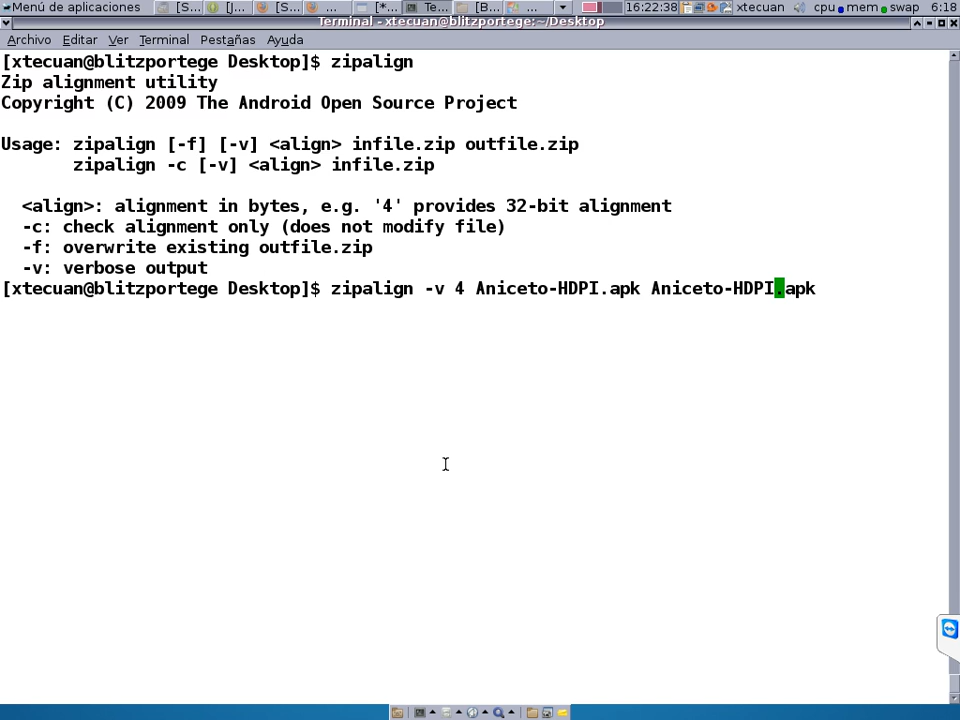 Menú de aplicaciones [S... [J... [S... ... [*... Te... [B... ... 16:22:38 xtecuan cpu mem swap 6:18
Terminal - xtecuan@blitzportege:~/Desktop
Archivo Editar Ver Terminal Pestañas Ayuda
[xtecuan@blitzportege Desktop]$ zipalign
Zip alignment utility
Copyright (C) 2009 The Android Open Source Project
Usage: zipalign [-f] [-v] <align> infile.zip outfile.zip
zipalign -c [-v] <align> infile.zip
<align>: alignment in bytes, e.g. '4' provides 32-bit alignment
-c: check alignment only (does not modify file)
-f: overwrite existing outfile.zip
-v: verbose output
[xtecuan@blitzportege Desktop]$ zipalign -v 4 Aniceto-HDPI.apk Aniceto-HDPI.apk